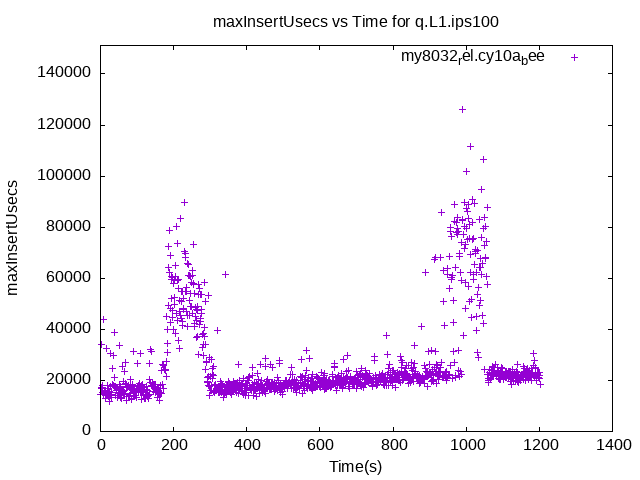 maxInsertUsecs vs Time for q.L1.ips100
my8032rel.cy10abee
140000
120000
100000
80000
60000
40000
20000
0
maxInsertUsecs
0 200 400 600 800 1000 1200 1400
Time(s)